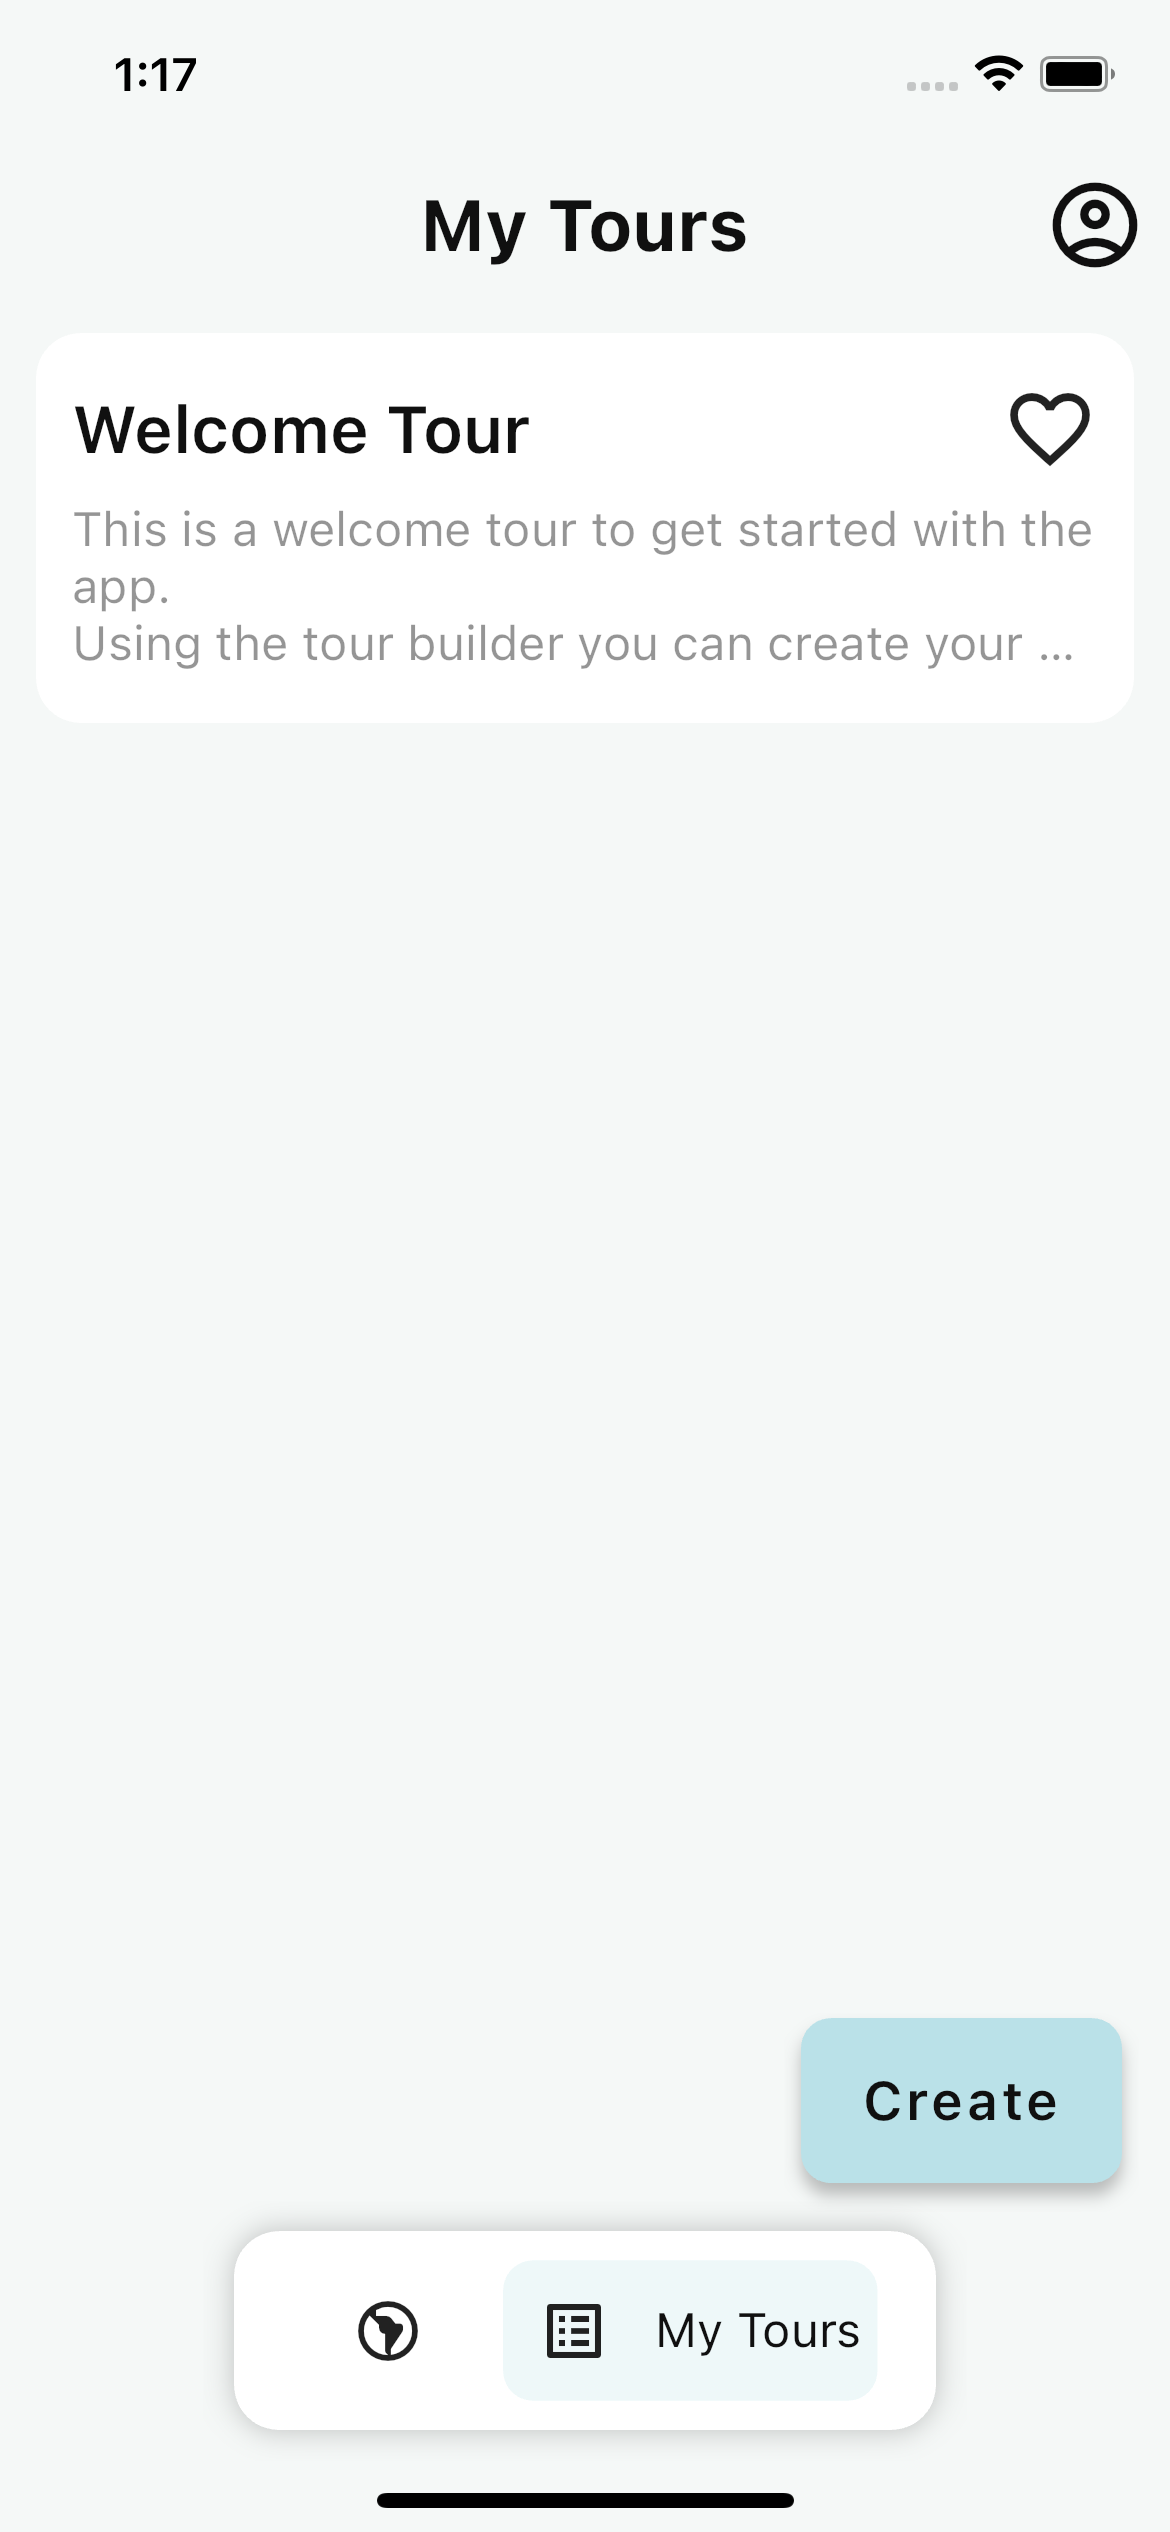 1:17
My Tours
Welcome Tour
This is a welcome tour to get started with the
app.
Using the tour builder you can create your ...
Create
My Tours